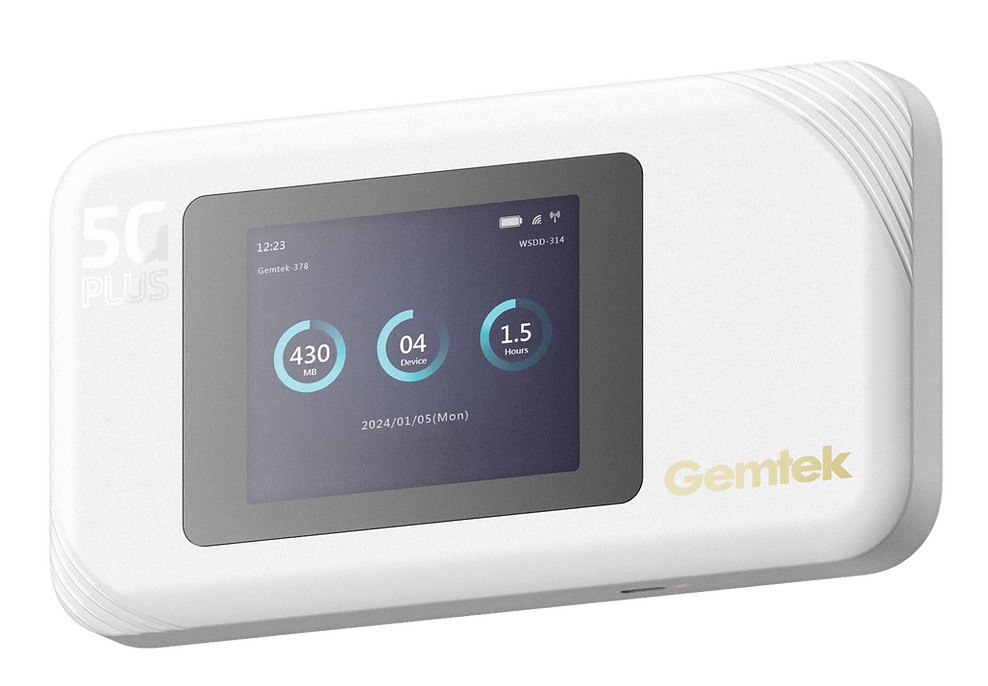 5G
PLUS
12:23
WSDD-314
Gemtek-378
430
MB
04
Device
1.5
Hours
2024/01/05(Mon)
Gemtek